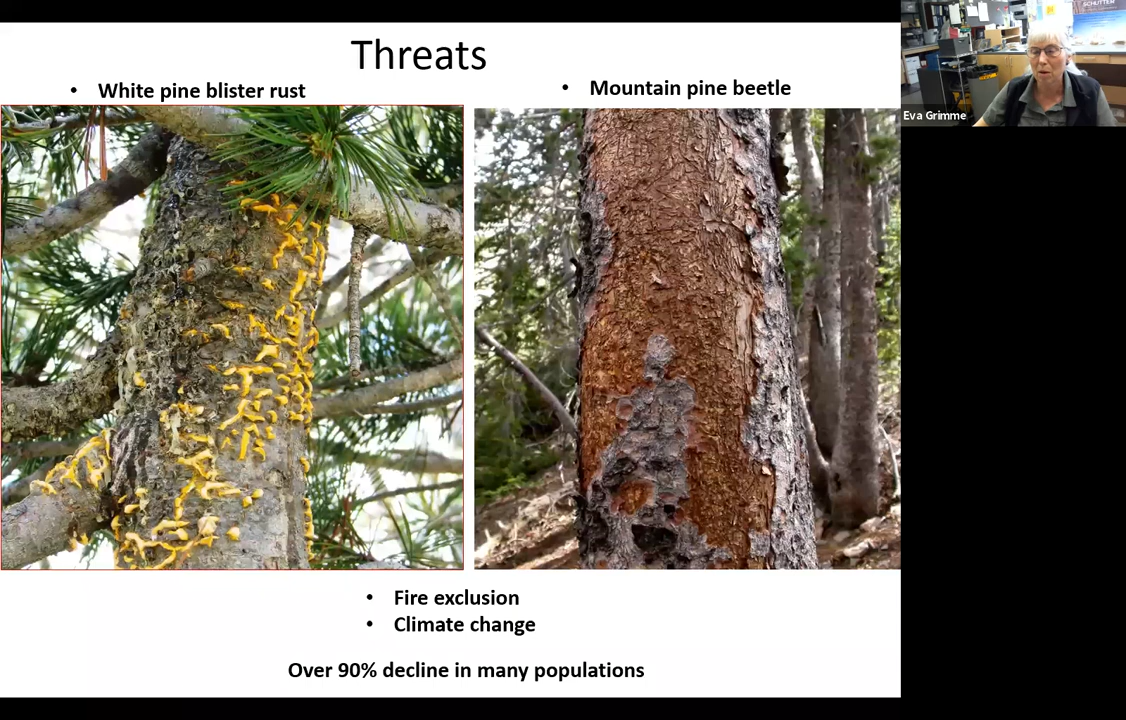 Threats
• White pine blister rust
• Mountain pine beetle
SCHUTTER
Eva Grimme
• Fire exclusion
• Climate change
Over 90% decline in many populations